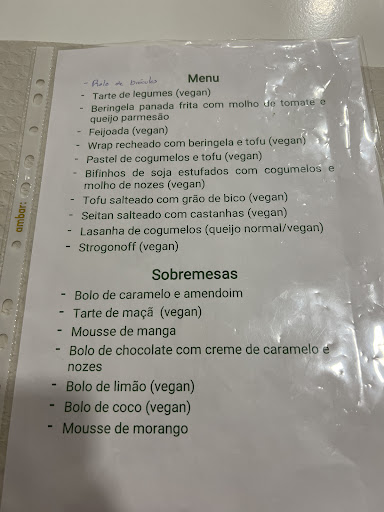 - Bolo de
Menu
- Tarte de legumes (vegan)
- Beringela panada frita com molho de tomate e
queijo parmesão
- Feijoada (vegan)
- Wrap recheado com beringela e tofu (vegan)
- Pastel de cogumelos e tofu (vegan)
- Bifinhos de soja estufados com cogumelos e
molho de nozes (vegan)
- Tofu salteado com grão de bico (vegan)
- Seitan salteado com castanhas (vegan)
- Lasanha de cogumelos (queijo normal/vegan)
- Strogonoff (vegan)
Sobremesas
- Bolo de caramelo e amendoim
- Tarte de maçã (vegan)
- Mousse de manga
- Bolo de chocolate com creme de caramelo e
nozes
- Bolo de limão (vegan)
- Bolo de coco (vegan)
- Mousse de morango
ambar: